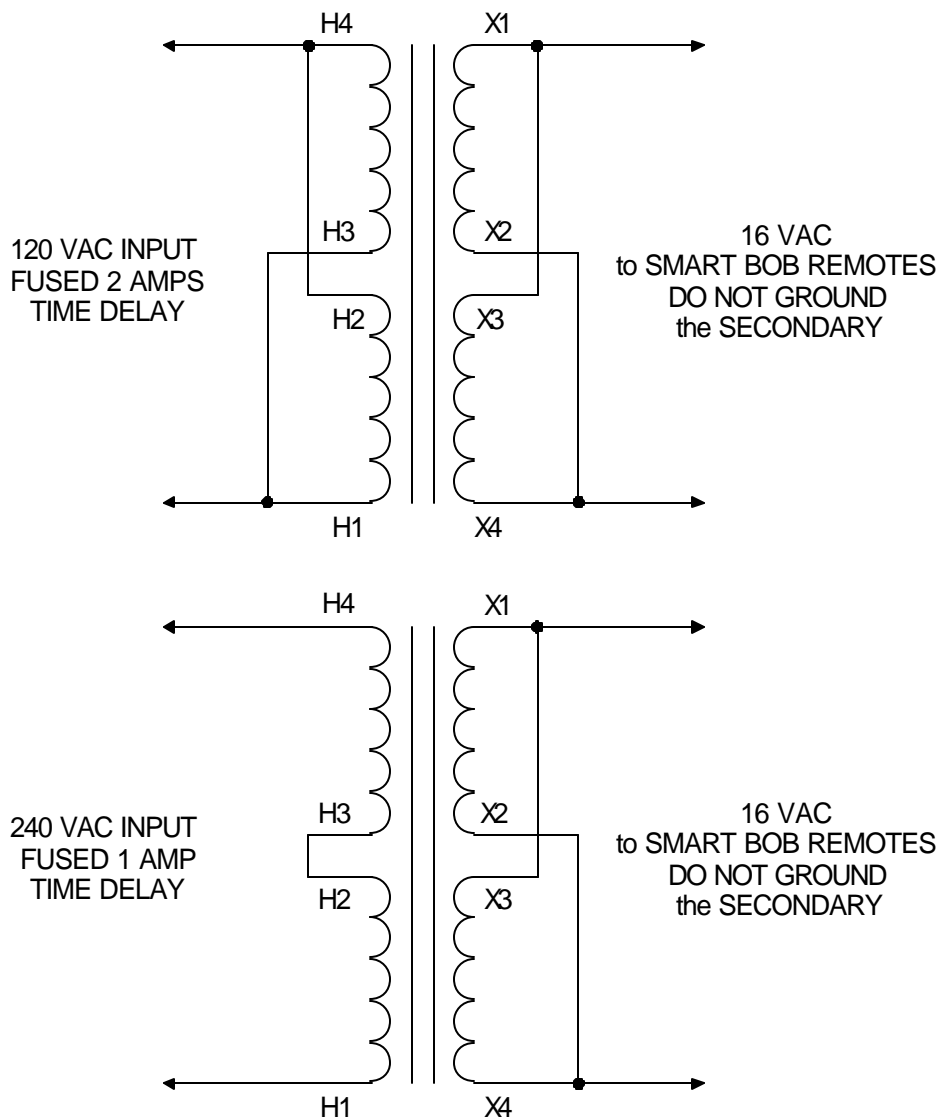 H4
X1
H3
X2
120 VAC INPUT
FUSED 2 AMPS
TIME DELAY
16 VAC
to SMART BOB REMOTES
DO NOT GROUND
the SECONDARY
H2
X3
H1
X4
H4
X1
H3
X2
240 VAC INPUT
FUSED 1 AMP
TIME DELAY
16 VAC
to SMART BOB REMOTES
DO NOT GROUND
the SECONDARY
H2
X3
H1
X4